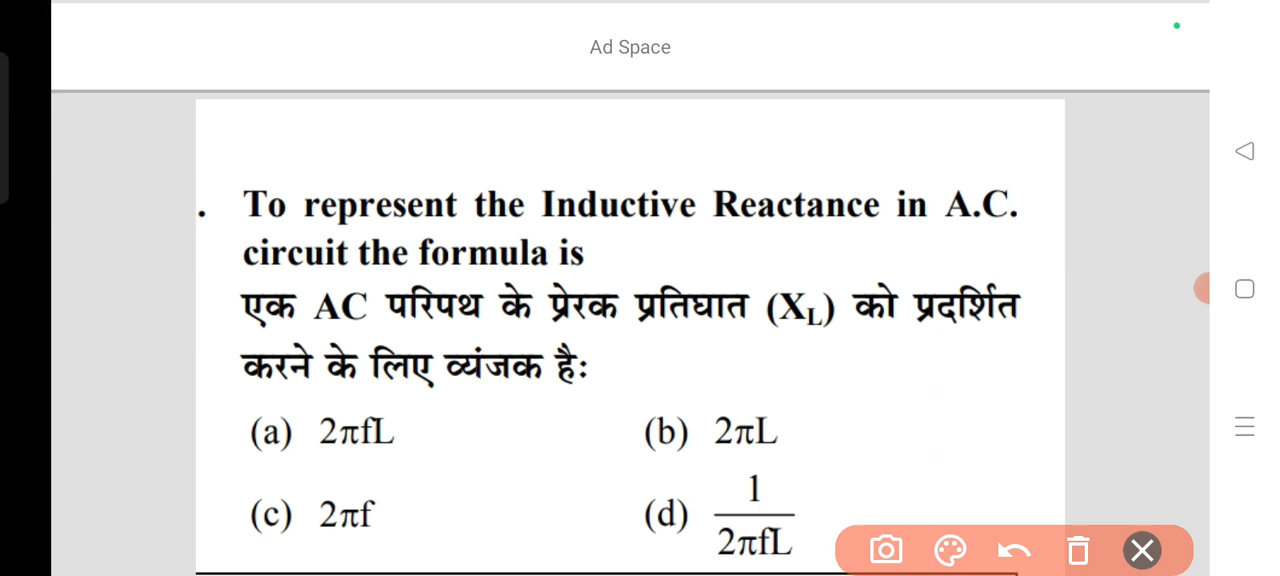 Ad Space
. To represent the Inductive Reactance in A.C.
circuit the formula is
एक AC परिपथ के प्रेरक प्रतिघात (X_L) को प्रदर्शित
करने के लिए व्यंजक है:
(a) 2πfL (b) 2πL
(c) 2πf (d) 1/2πfL